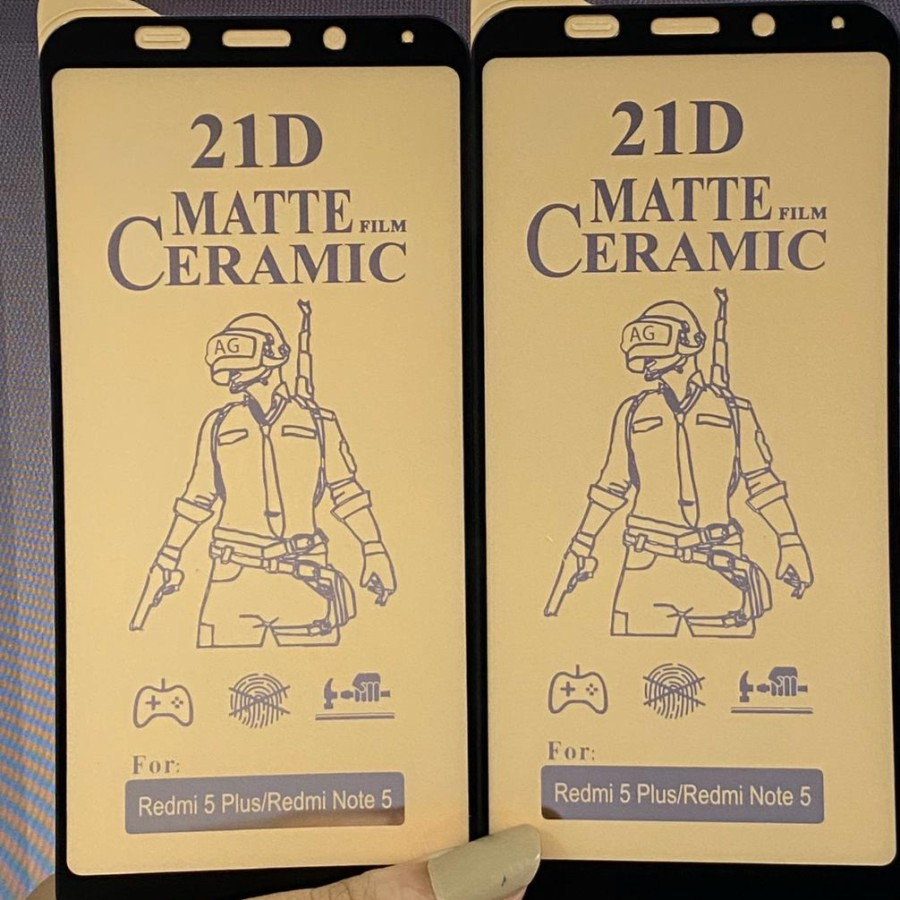 21D
MATTE FILM
CERAMIC
AG
For:
Redmi 5 Plus/Redmi Note 5
21D
MATTE FILM
CERAMIC
AG
For:
Redmi 5 Plus/Redmi Note 5